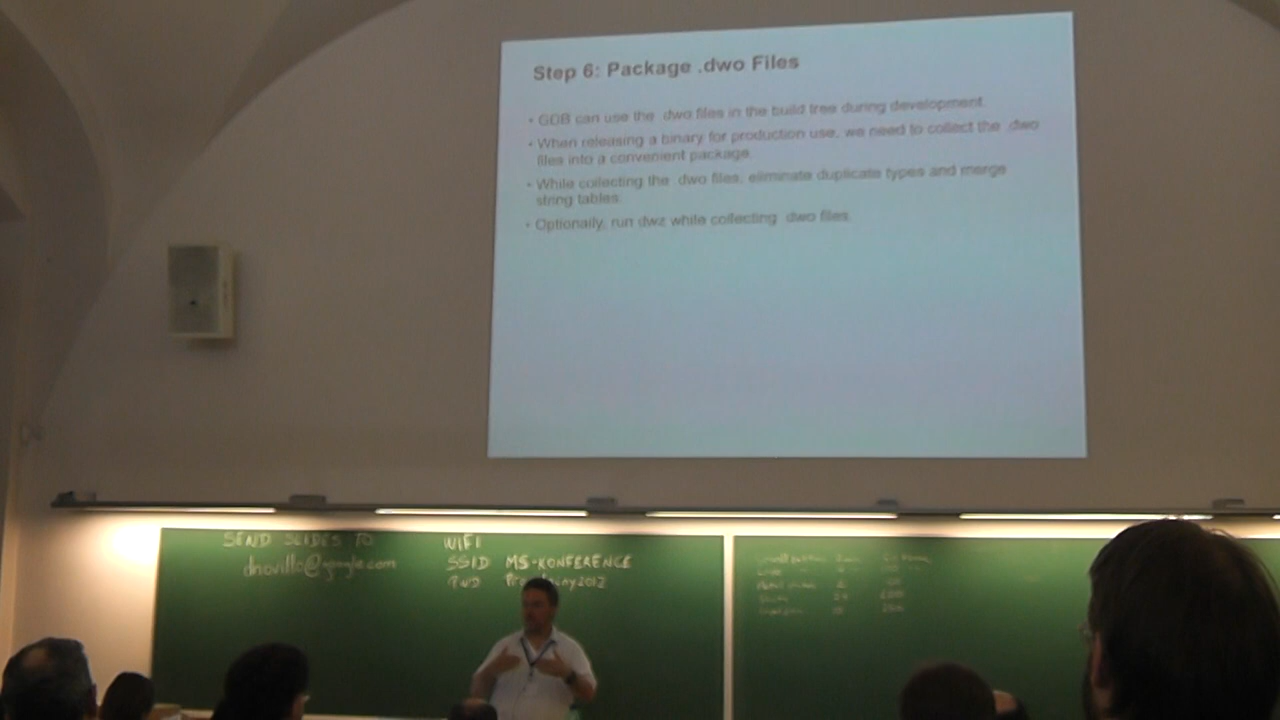 Step 6: Package .dwo Files
• GDB can use the .dwo files in the build tree during development.
• When releasing a binary for production use, we need to collect the .dwo
files into a convenient package.
• While collecting the .dwo files, eliminate duplicate types and merge
string tables.
• Optionally, run dwz while collecting .dwo files.
SEND SLIDES TO
dnovillo@google.com
WIFI
SSID MS-KONFERENCE
PWD